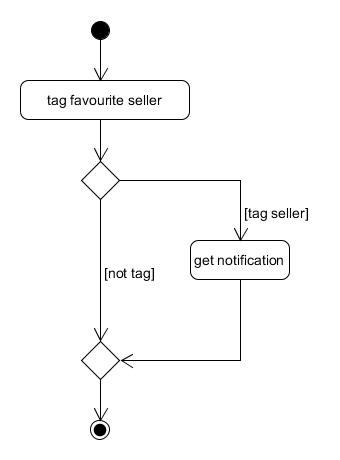 tag favourite seller
[tag seller]
get notification
[not tag]